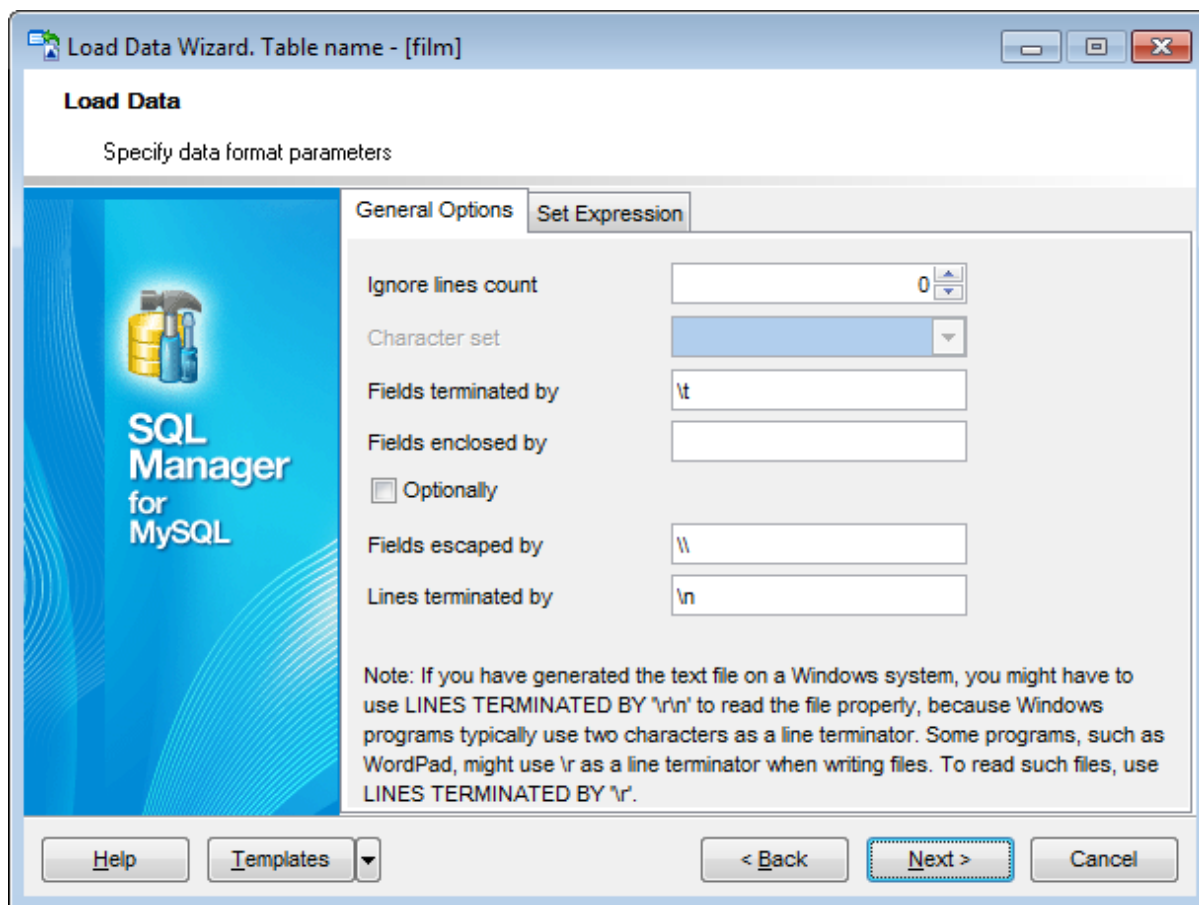 Load Data Wizard. Table name - [film]
Load Data
Specify data format parameters
General Options
Set Expression
SQL
Manager
for
MySQL
Ignore lines count
0
Character set
Fields terminated by
\t
Fields enclosed by
Optionally
Fields escaped by
\\
Lines terminated by
\n
Note: If you have generated the text file on a Windows system, you might have to
use LINES TERMINATED BY '\r\n' to read the file properly, because Windows
programs typically use two characters as a line terminator. Some programs, such as
WordPad, might use \r as a line terminator when writing files. To read such files, use
LINES TERMINATED BY '\r'.
Help
Templates
< Back
Next >
Cancel